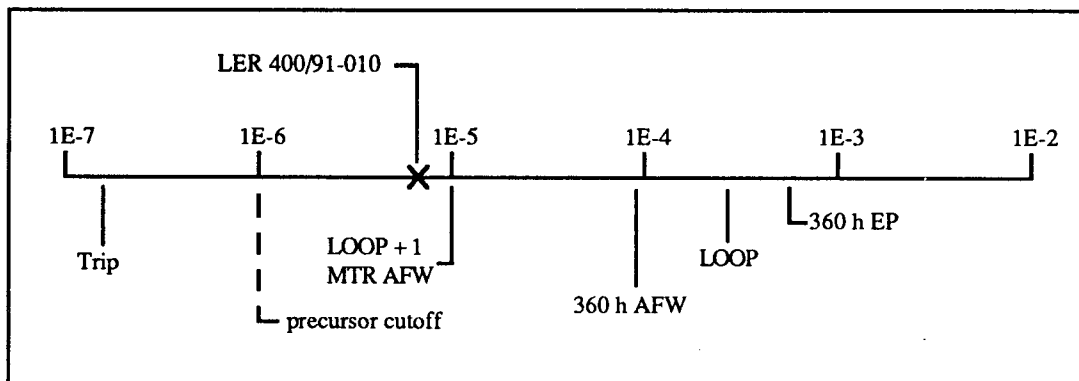 LER 400/91-010
1E-7
1E-6
1E-5
1E-4
1E-3
1E-2
Trip
LOOP + 1
MTR AFW
360 h AFW
LOOP
360 h EP
precursor cutoff